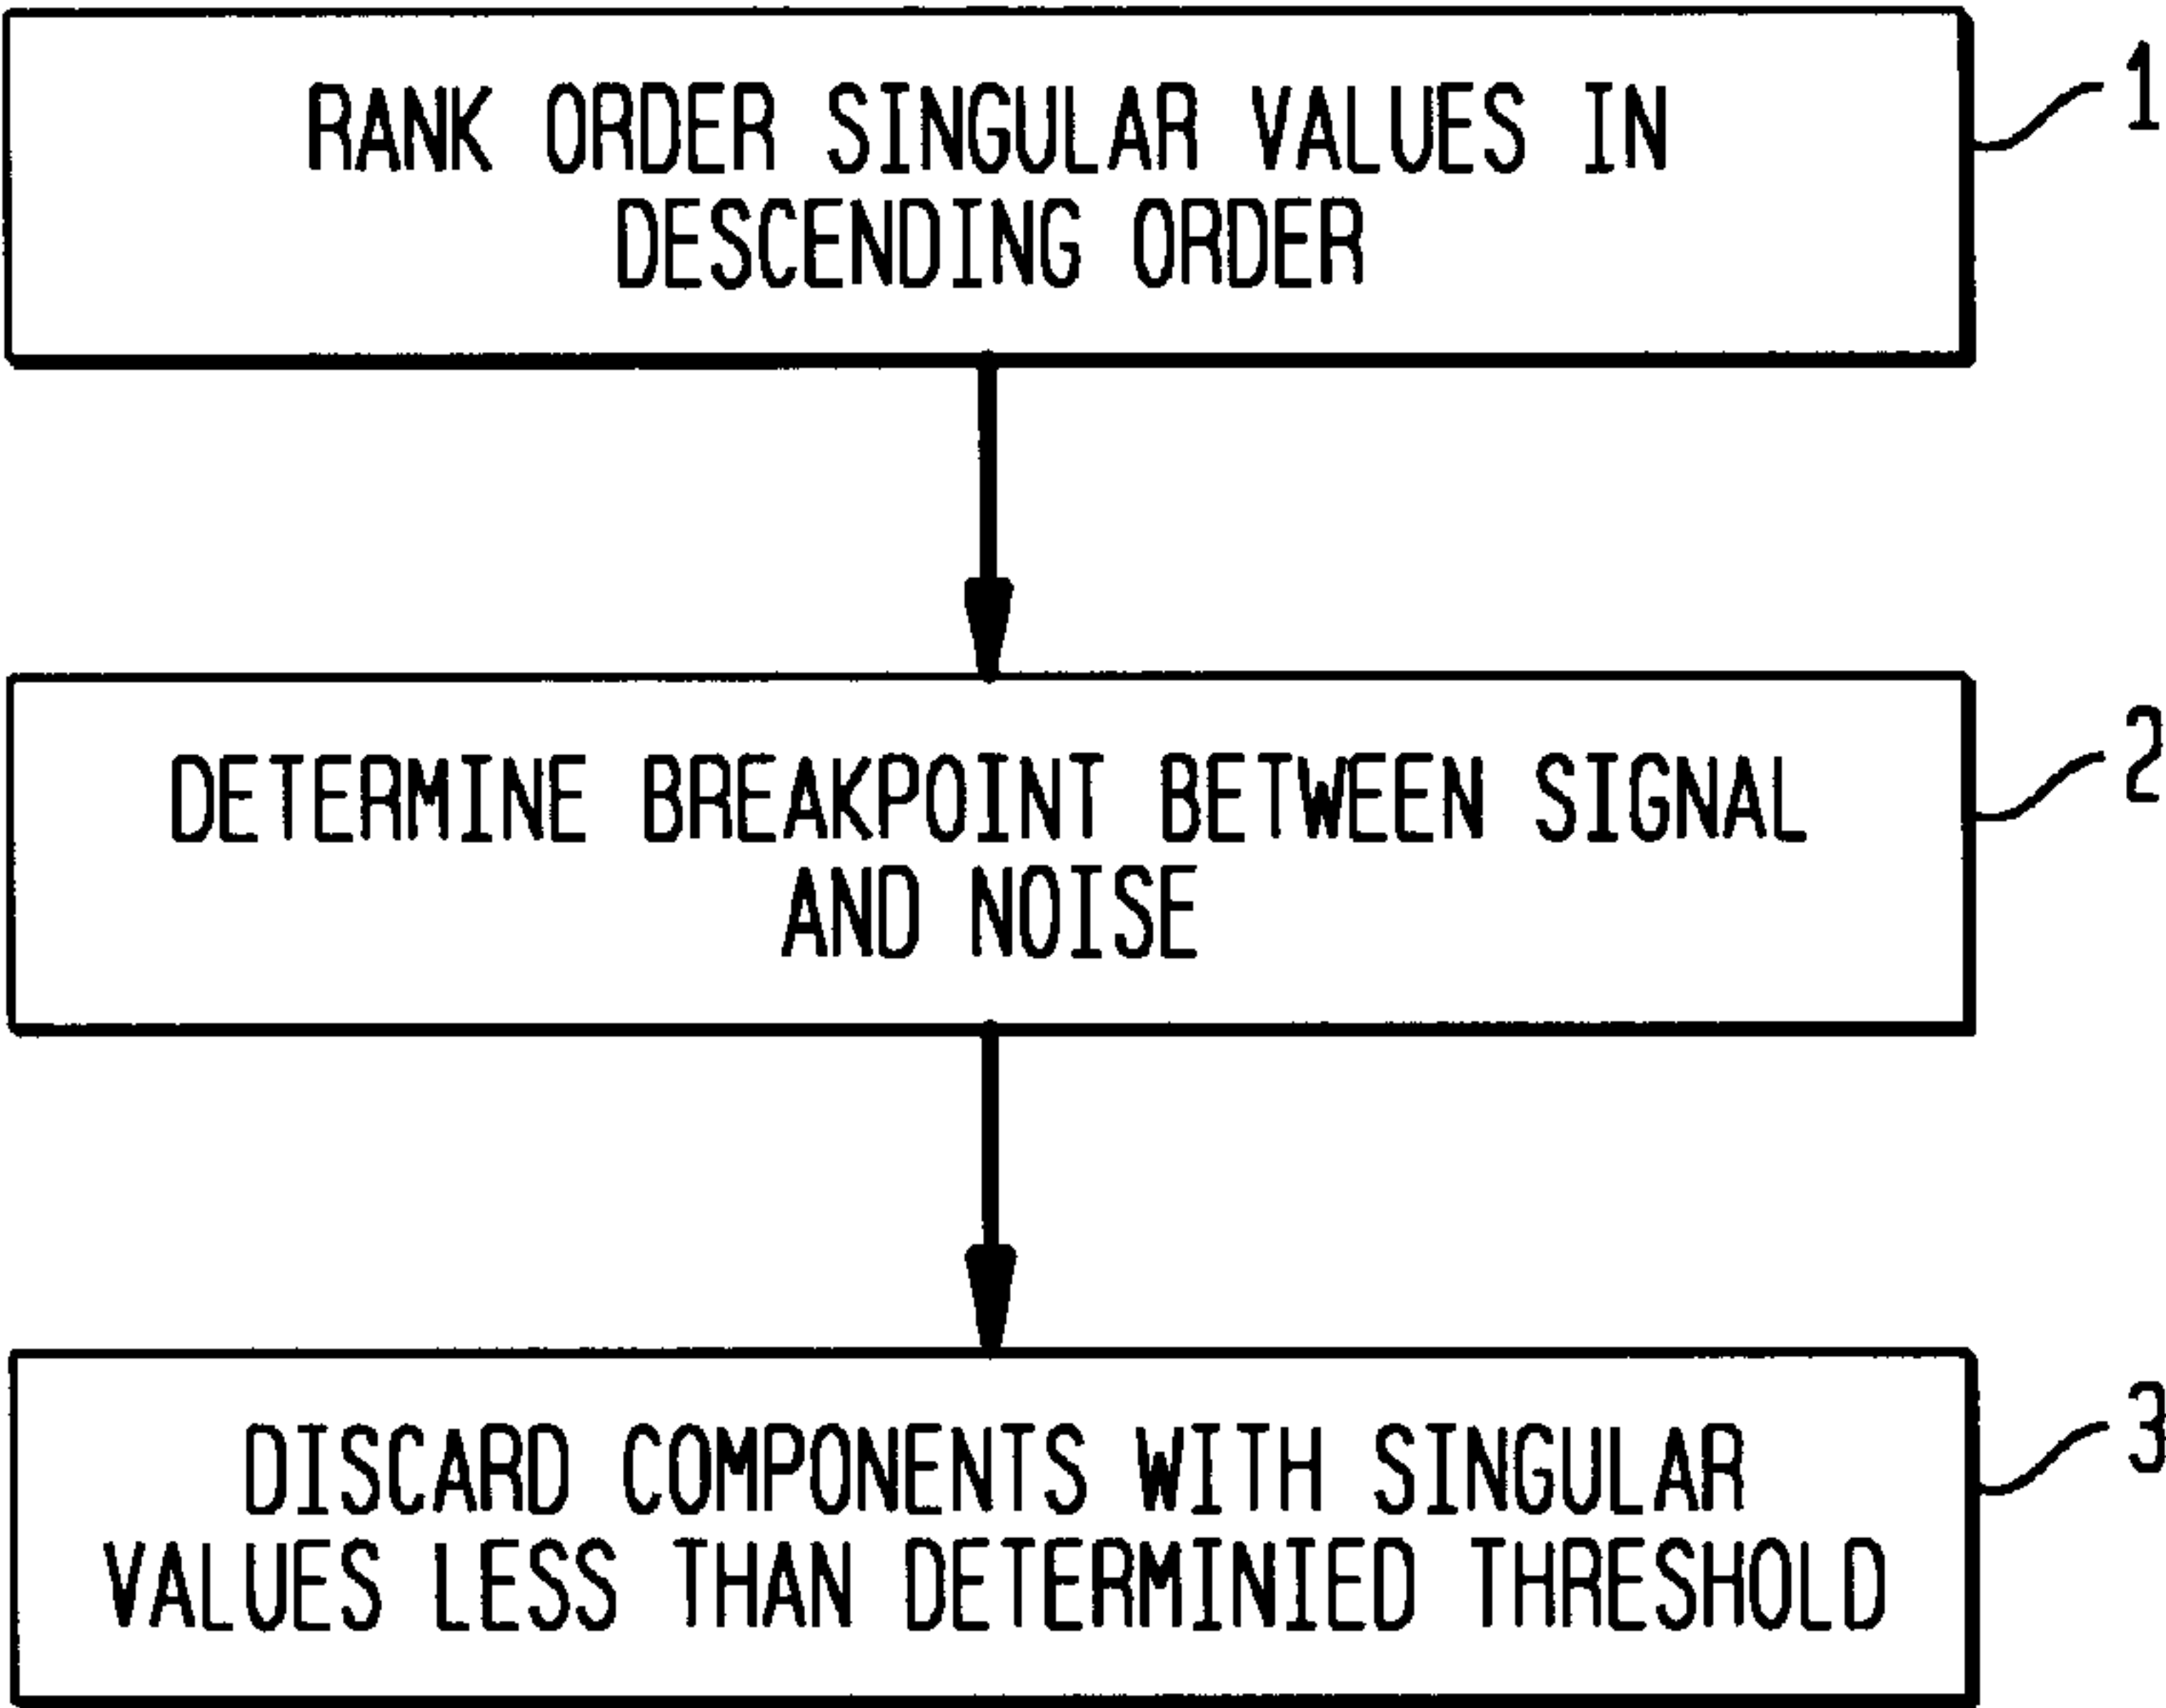 RANK ORDER SINGULAR VALUES IN
DESCENDING ORDER
1
DETERMINE BREAKPOINT BETWEEN SIGNAL
AND NOISE
2
DISCARD COMPONENTS WITH SINGULAR
VALUES LESS THAN DETERMINIED THRESHOLD
3